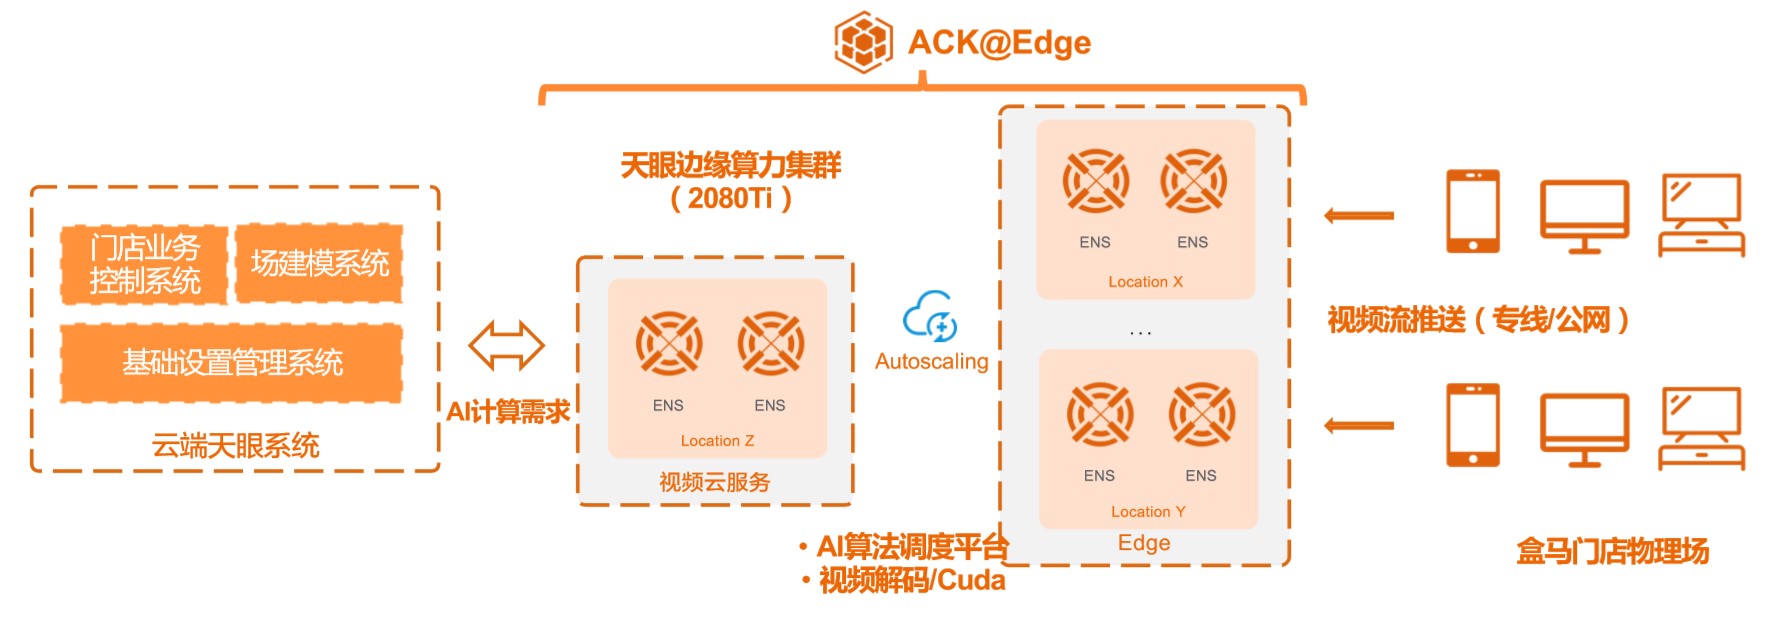 ACK@Edge
天眼边缘算力集群
（2080Ti）
门店业务
控制系统
场建模系统
基础设置管理系统
云端天眼系统
AI计算需求
ENS
ENS
Location Z
视频云服务
Autoscaling
• AI算法调度平台
• 视频解码/Cuda
ENS
ENS
Location X
...
ENS
ENS
Location Y
Edge
视频流推送（专线/公网）
盒马门店物理场